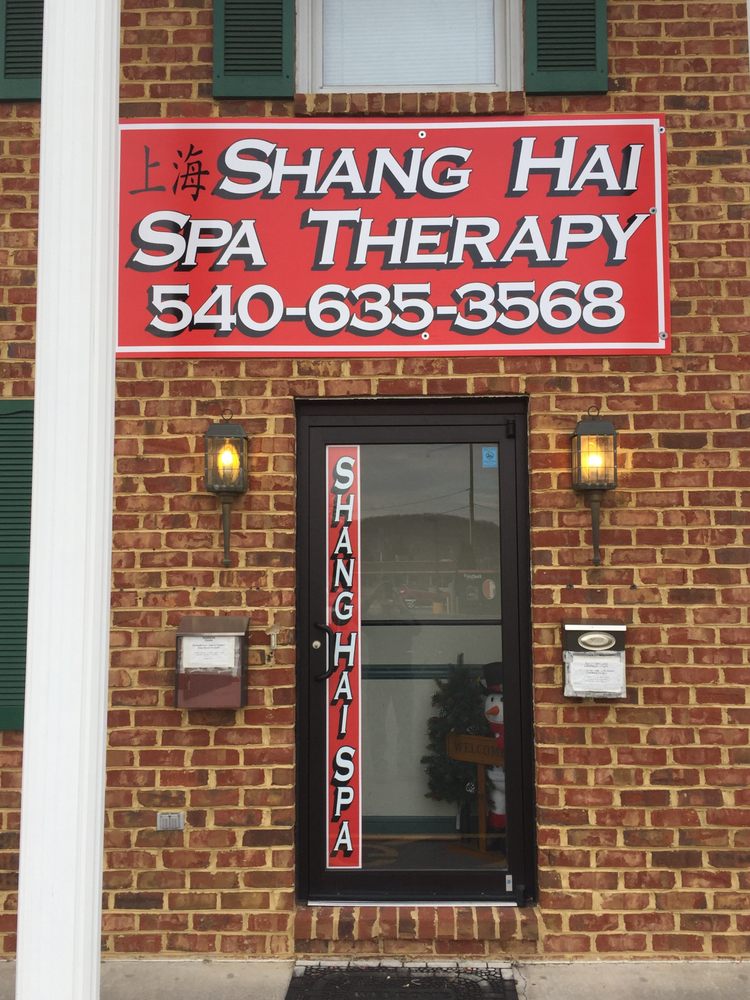 上海 SHANG HAI
SPA THERAPY
540-635-3568
SHANG HAI SPA
WELCOME